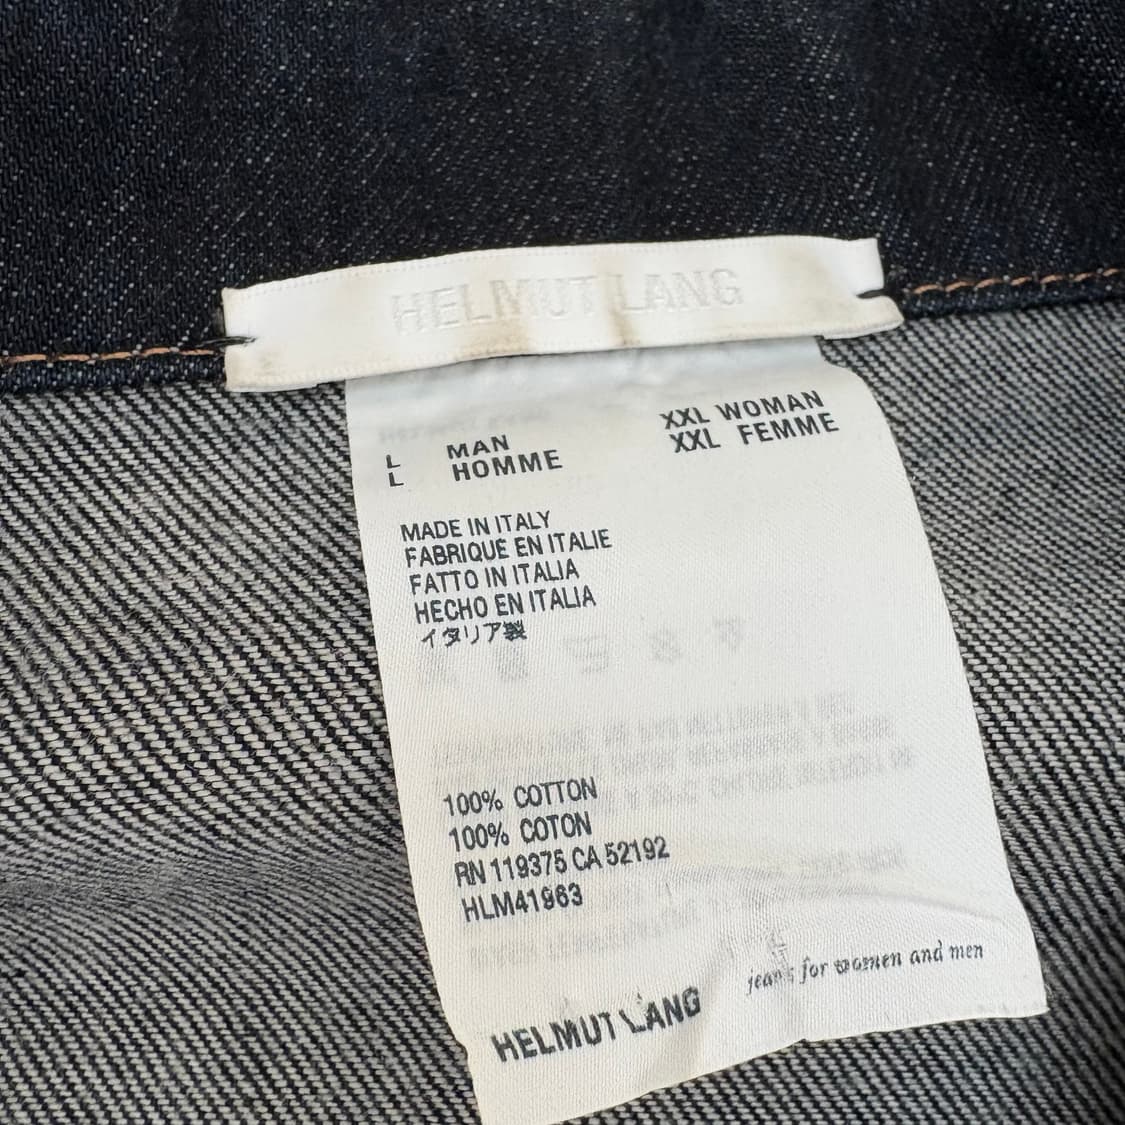 HELMUT LANG
L MAN XXL WOMAN
L HOMME XXL FEMME
MADE IN ITALY
FABRIQUE EN ITALIE
FATTO IN ITALIA
HECHO EN ITALIA
イタリア製
100% COTTON
100% COTON
RN 119375 CA 52192
HLM41963
jeans for women and men
HELMUT LANG